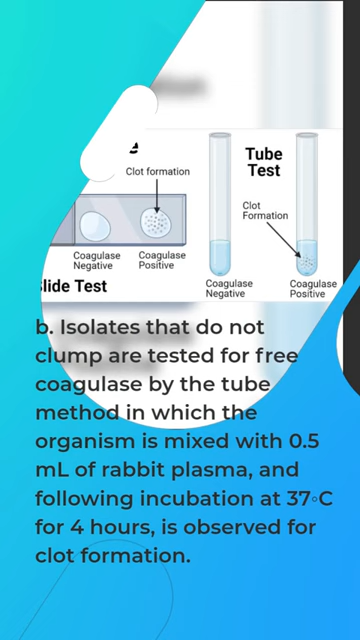 Tube
Test
Clot formation
Clot
Formation
Coagulase
Negative
Coagulase
Positive
Slide Test
Coagulase
Negative
Coagulase
Positive
b. Isolates that do not
clump are tested for free
coagulase by the tube
method in which the
organism is mixed with 0.5
mL of rabbit plasma, and
following incubation at 37◦C
for 4 hours, is observed for
clot formation.